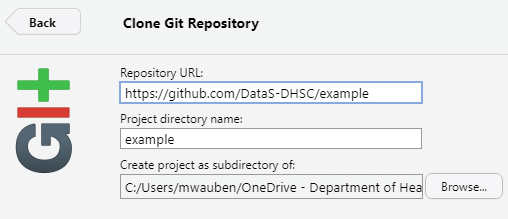 Back
Clone Git Repository
Repository URL:
https://github.com/DataS-DHSC/example
Project directory name:
example
Create project as subdirectory of:
C:/Users/mwauben/OneDrive - Department of Hea
Browse...
GIt